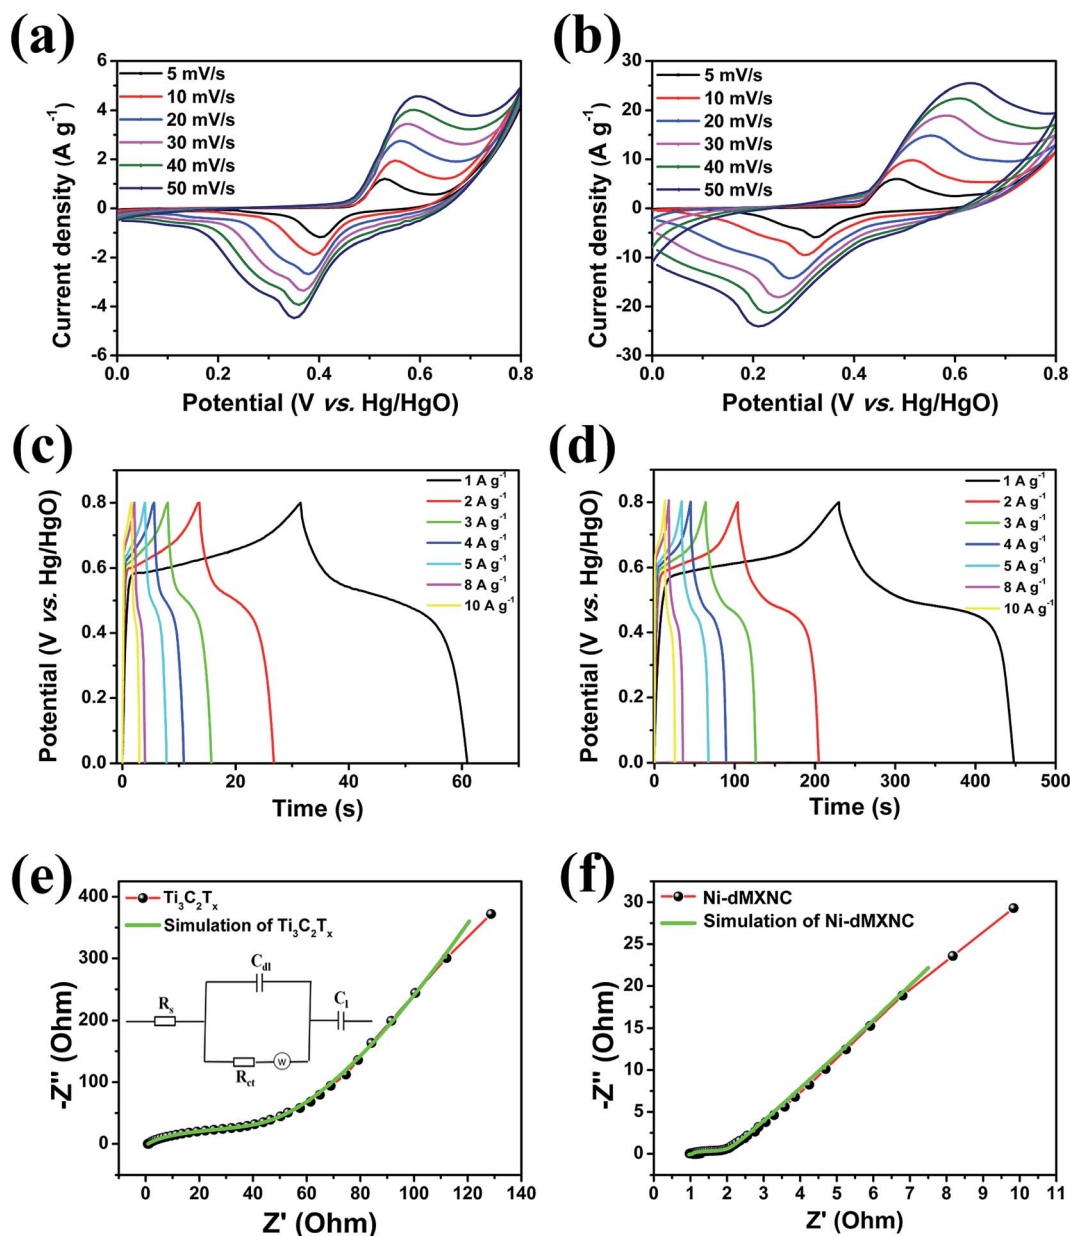 (a)
5 mV/s
10 mV/s
20 mV/s
30 mV/s
40 mV/s
50 mV/s
Current density (A g⁻¹)
6
4
2
0
-2
-4
-6
0.0 0.2 0.4 0.6 0.8
Potential (V vs. Hg/HgO)
(b)
5 mV/s
10 mV/s
20 mV/s
30 mV/s
40 mV/s
50 mV/s
Current density (A g⁻¹)
30
20
10
0
-10
-20
-30
0.0 0.2 0.4 0.6 0.8
Potential (V vs. Hg/HgO)
(c)
1 A g⁻¹
2 A g⁻¹
3 A g⁻¹
4 A g⁻¹
5 A g⁻¹
8 A g⁻¹
10 A g⁻¹
Potential (V vs. Hg/HgO)
0.8
0.6
0.4
0.2
0.0
0 20 40 60
Time (s)
(d)
1 A g⁻¹
2 A g⁻¹
3 A g⁻¹
4 A g⁻¹
5 A g⁻¹
8 A g⁻¹
10 A g⁻¹
Potential (V vs. Hg/HgO)
0.8
0.6
0.4
0.2
0.0
0 100 200 300 400 500
Time (s)
(e)
Ti₃C₂Tₓ
Simulation of Ti₃C₂Tₓ
Rₛ
C_dl
C_l
R_ct
W
-Z'' (Ohm)
400
300
200
100
0
0 20 40 60 80 100 120 140
Z' (Ohm)
(f)
Ni-dMXNC
Simulation of Ni-dMXNC
-Z'' (Ohm)
30
25
20
15
10
5
0
0 1 2 3 4 5 6 7 8 9 10 11
Z' (Ohm)